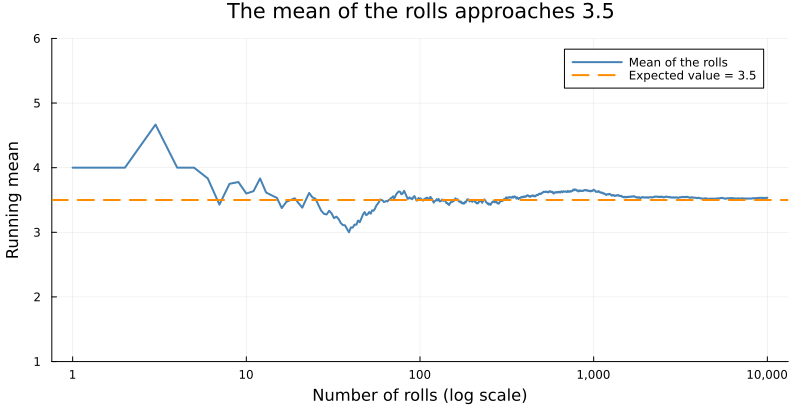 The mean of the rolls approaches 3.5
Mean of the rolls
Expected value = 3.5
Running mean
6
5
4
3
2
1
1
10
100
1,000
10,000
Number of rolls (log scale)